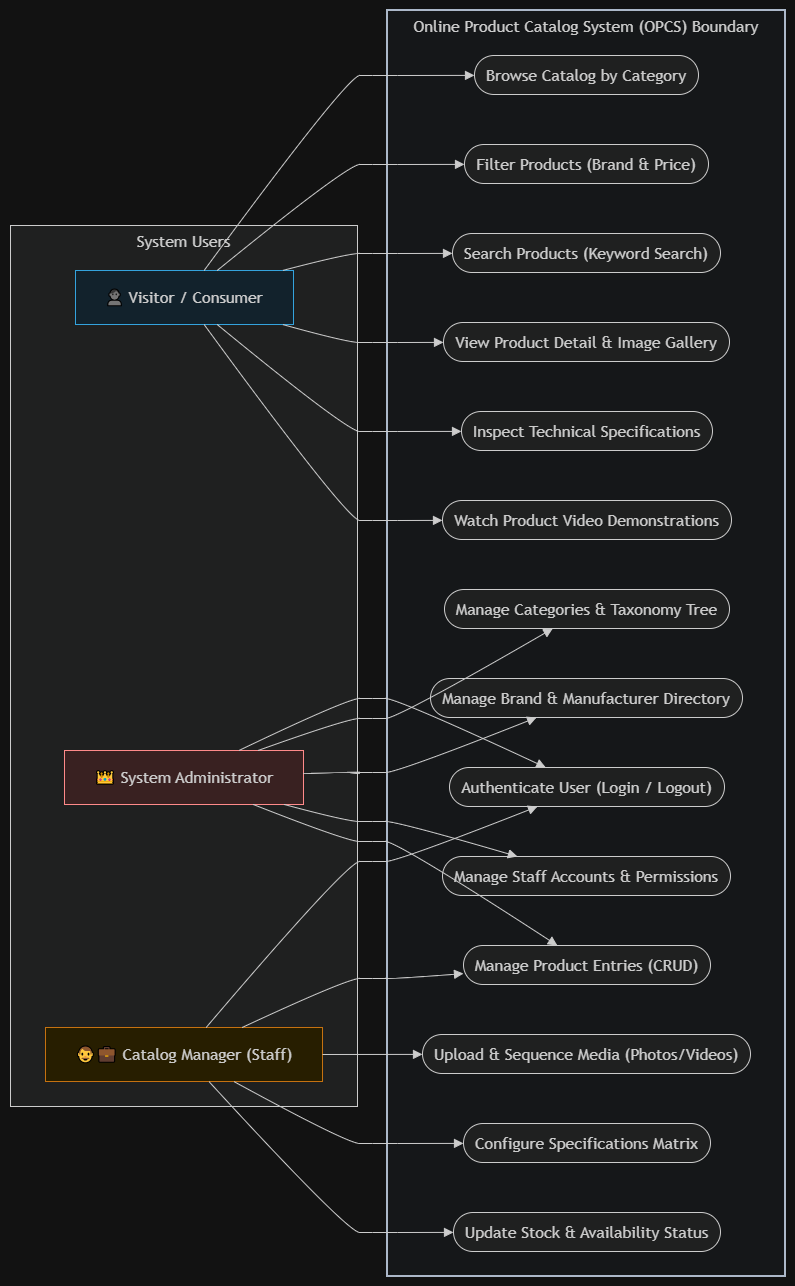 Online Product Catalog System (OPCS) Boundary
Browse Catalog by Category
Filter Products (Brand & Price)
System Users
Search Products (Keyword Search)
Visitor / Consumer
View Product Detail & Image Gallery
Inspect Technical Specifications
Watch Product Video Demonstrations
Manage Categories & Taxonomy Tree
Manage Brand & Manufacturer Directory
System Administrator
Authenticate User (Login / Logout)
Manage Staff Accounts & Permissions
Manage Product Entries (CRUD)
Catalog Manager (Staff)
Upload & Sequence Media (Photos/Videos)
Configure Specifications Matrix
Update Stock & Availability Status